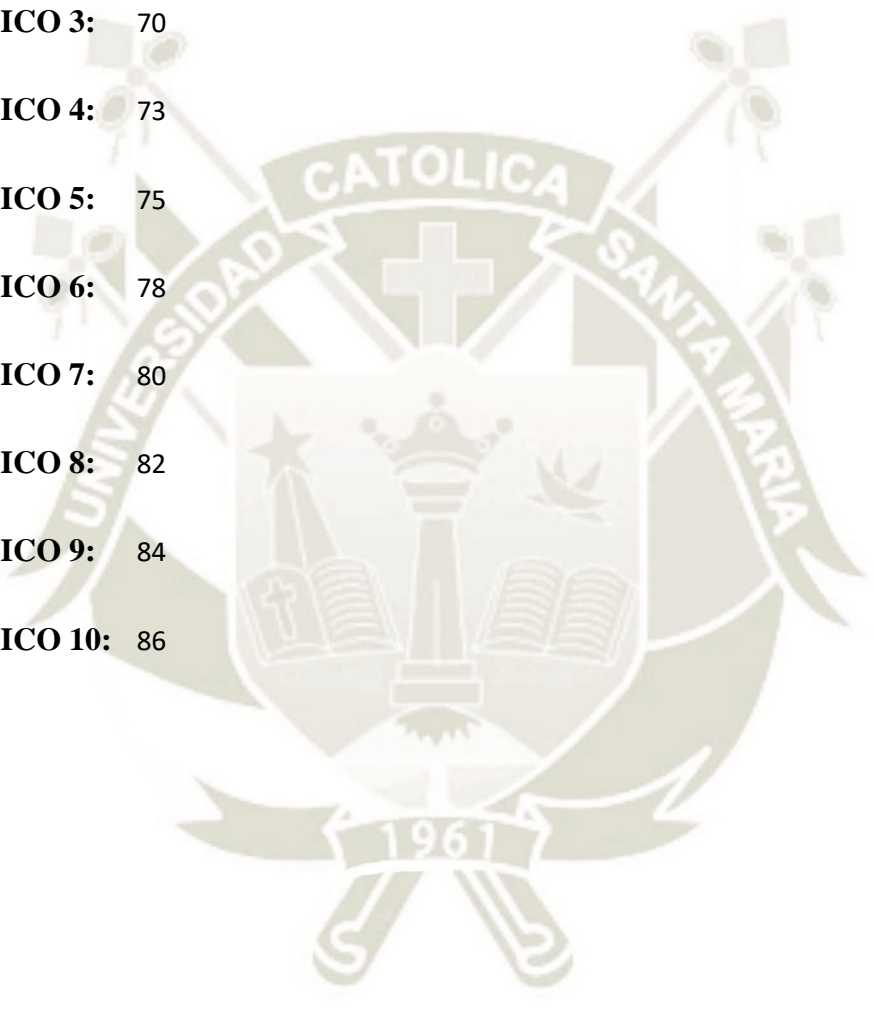 ICO 3: 70
ICO 4: 73
ICO 5: 75
ICO 6: 78
ICO 7: 80
ICO 8: 82
ICO 9: 84
ICO 10: 86
UNIVERSIDAD CATOLICA SANTA MARIA
1961